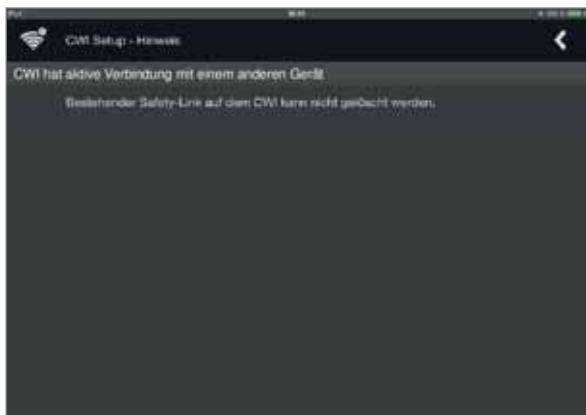 CWI Setup - Hinweis
CWI hat aktive Verbindung mit einem anderen Gerät
Bestehender Safety-Link auf dem CWI kann nicht gelöscht werden.